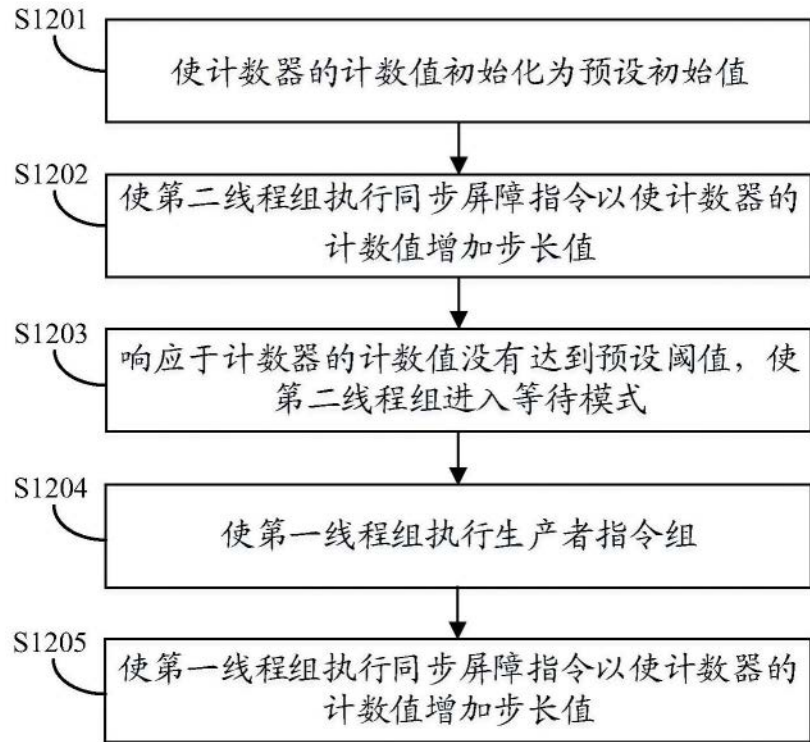 S1201
使计数器的计数值初始化为预设初始值
S1202
使第二线程组执行同步屏障指令以使计数器的
计数值增加步长值
S1203
响应于计数器的计数值没有达到预设阈值，使
第二线程组进入等待模式
S1204
使第一线程组执行生产者指令组
S1205
使第一线程组执行同步屏障指令以使计数器的
计数值增加步长值